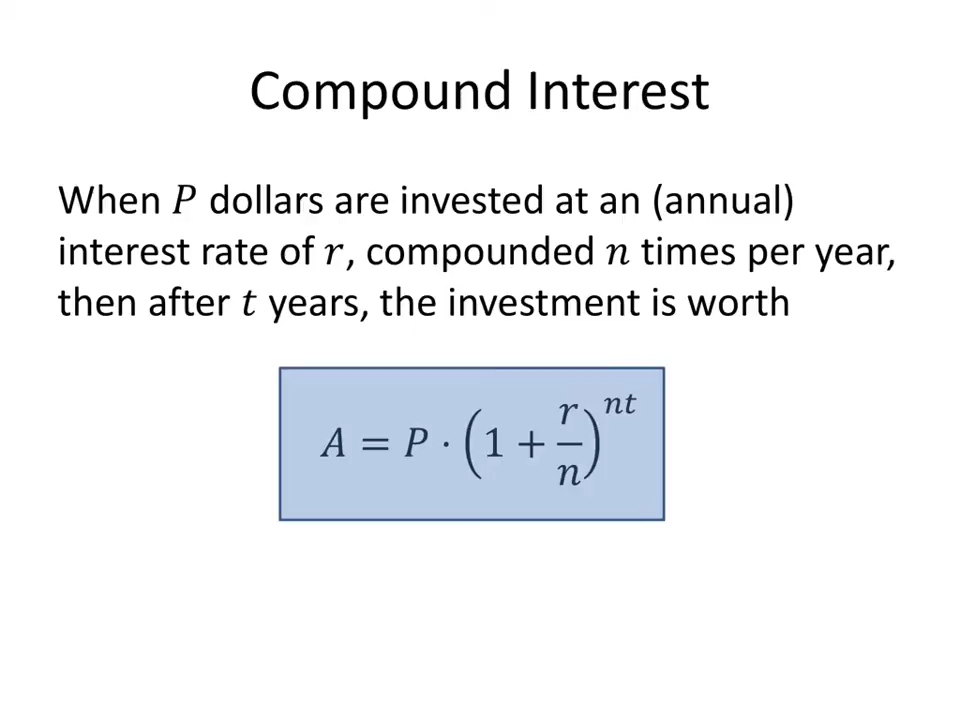 Compound Interest
When 𝑃 dollars are invested at an (annual)
interest rate of 𝑟, compounded 𝑛 times per year,
then after 𝑡 years, the investment is worth
𝐴 = 𝑃 · (1 + 𝑟/𝑛)^𝑛𝑡